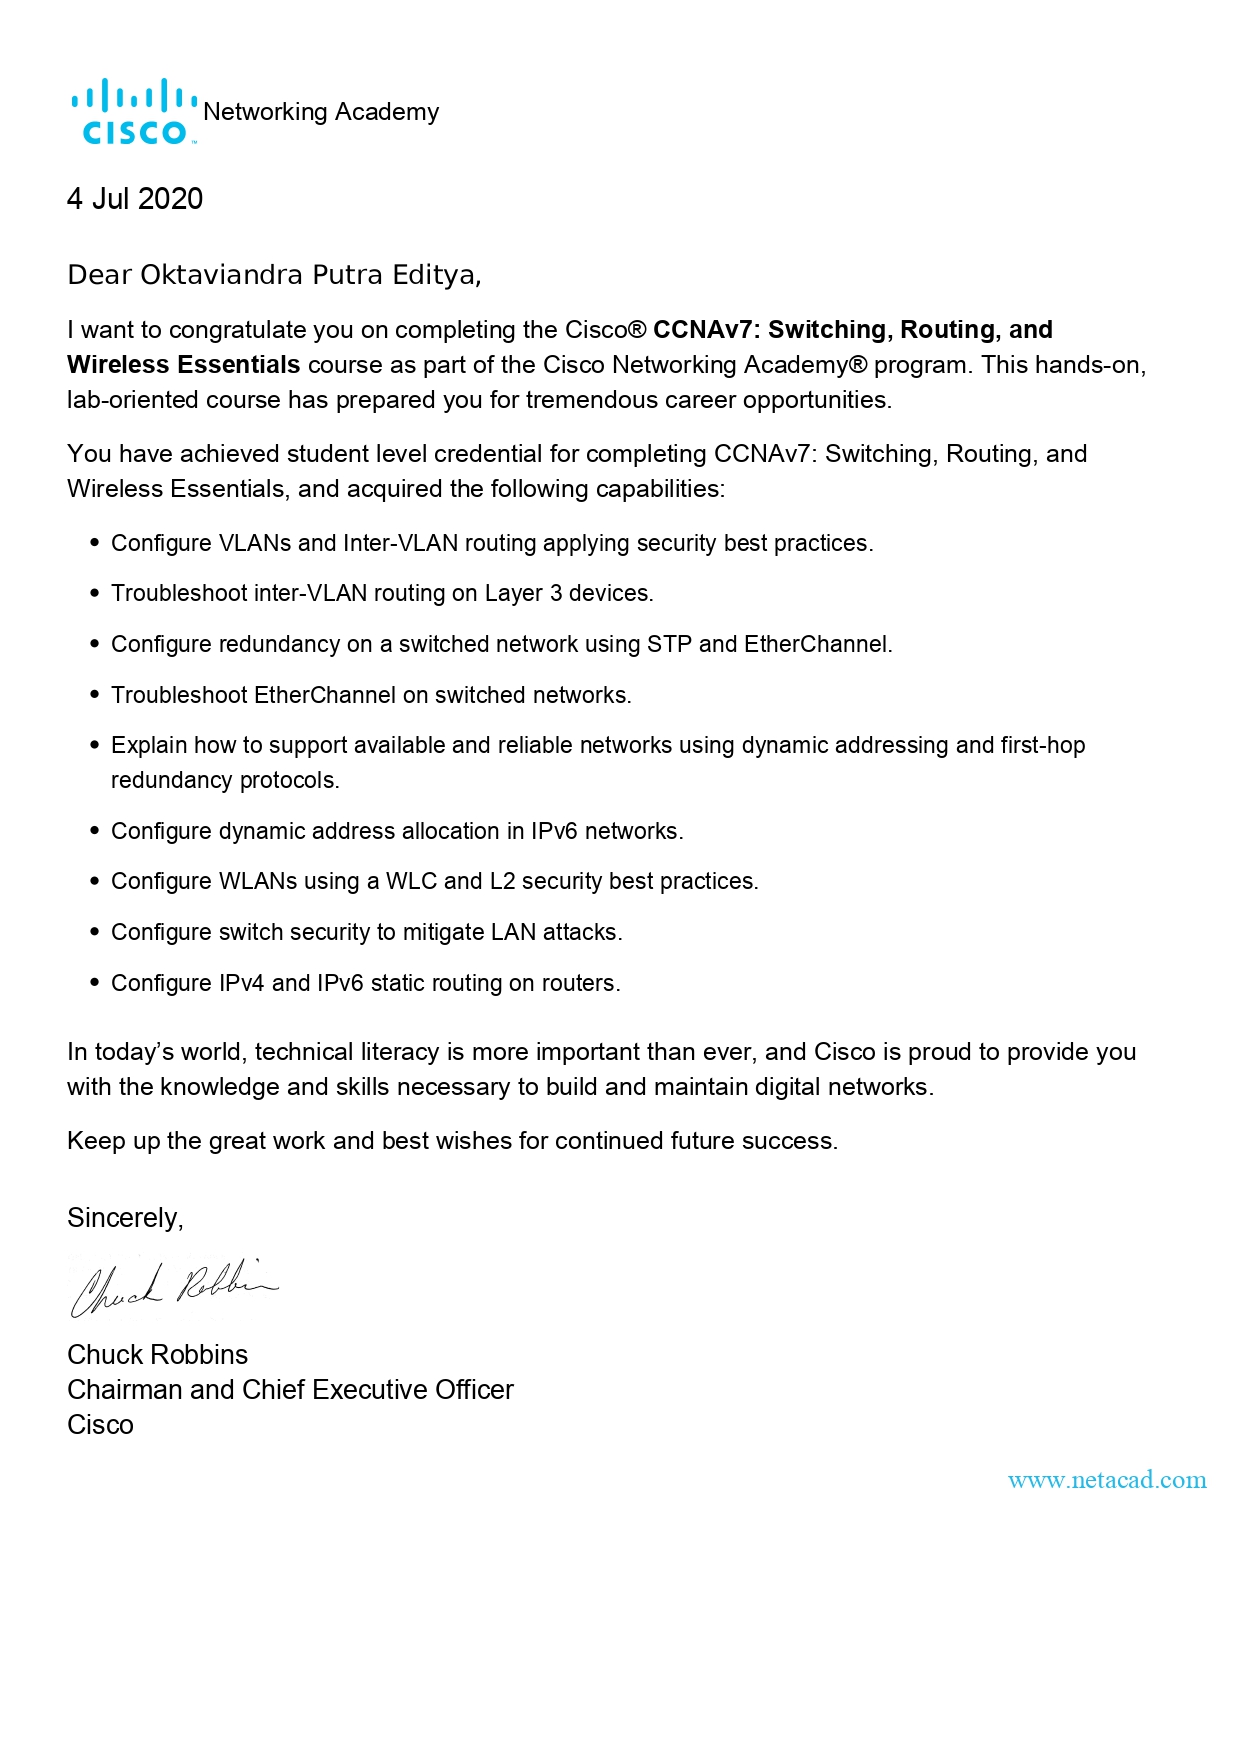 CISCO™ Networking Academy
4 Jul 2020
Dear Oktaviandra Putra Editya,
I want to congratulate you on completing the Cisco® CCNAv7: Switching, Routing, and
Wireless Essentials course as part of the Cisco Networking Academy® program. This hands-on,
lab-oriented course has prepared you for tremendous career opportunities.
You have achieved student level credential for completing CCNAv7: Switching, Routing, and
Wireless Essentials, and acquired the following capabilities:
• Configure VLANs and Inter-VLAN routing applying security best practices.
• Troubleshoot inter-VLAN routing on Layer 3 devices.
• Configure redundancy on a switched network using STP and EtherChannel.
• Troubleshoot EtherChannel on switched networks.
• Explain how to support available and reliable networks using dynamic addressing and first-hop
redundancy protocols.
• Configure dynamic address allocation in IPv6 networks.
• Configure WLANs using a WLC and L2 security best practices.
• Configure switch security to mitigate LAN attacks.
• Configure IPv4 and IPv6 static routing on routers.
In today’s world, technical literacy is more important than ever, and Cisco is proud to provide you
with the knowledge and skills necessary to build and maintain digital networks.
Keep up the great work and best wishes for continued future success.
Sincerely,
Chuck Robbins
Chuck Robbins
Chairman and Chief Executive Officer
Cisco
www.netacad.com